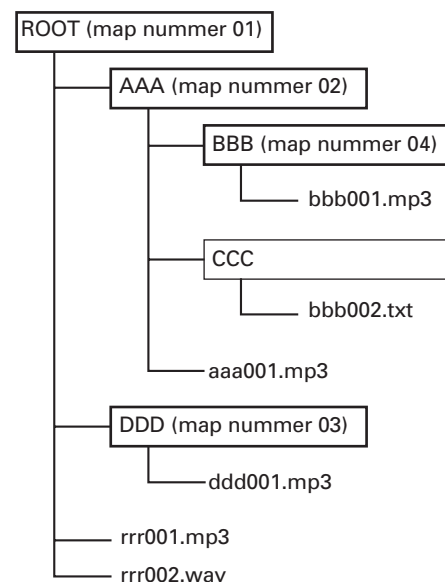 ROOT (map nummer 01)
AAA (map nummer 02)
BBB (map nummer 04)
bbb001.mp3
CCC
bbb002.txt
aaa001.mp3
DDD (map nummer 03)
ddd001.mp3
rrr001.mp3
rrr002.wav